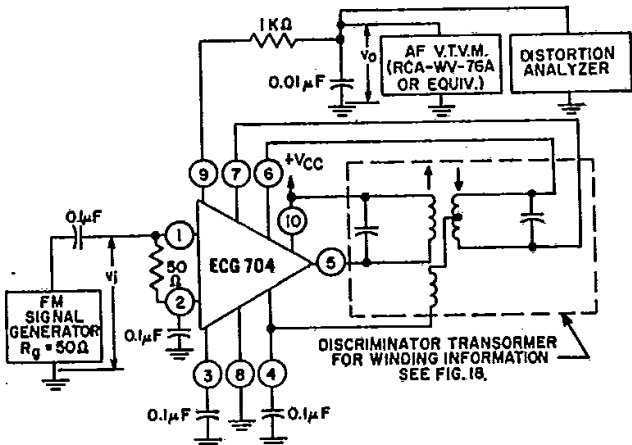 1KΩ
0.01μF
v₀
AF V.T.V.M.
(RCA-WV-76A
OR EQUIV.)
DISTORTION
ANALYZER
9
7
6
+VCC
10
0.1μF
1
vi
50
Ω
2
ECG 704
5
FM
SIGNAL
GENERATOR
Rg = 50Ω
0.1μF
3
8
4
0.1μF
0.1μF
DISCRIMINATOR TRANSORMER
FOR WINDING INFORMATION
SEE FIG.18.